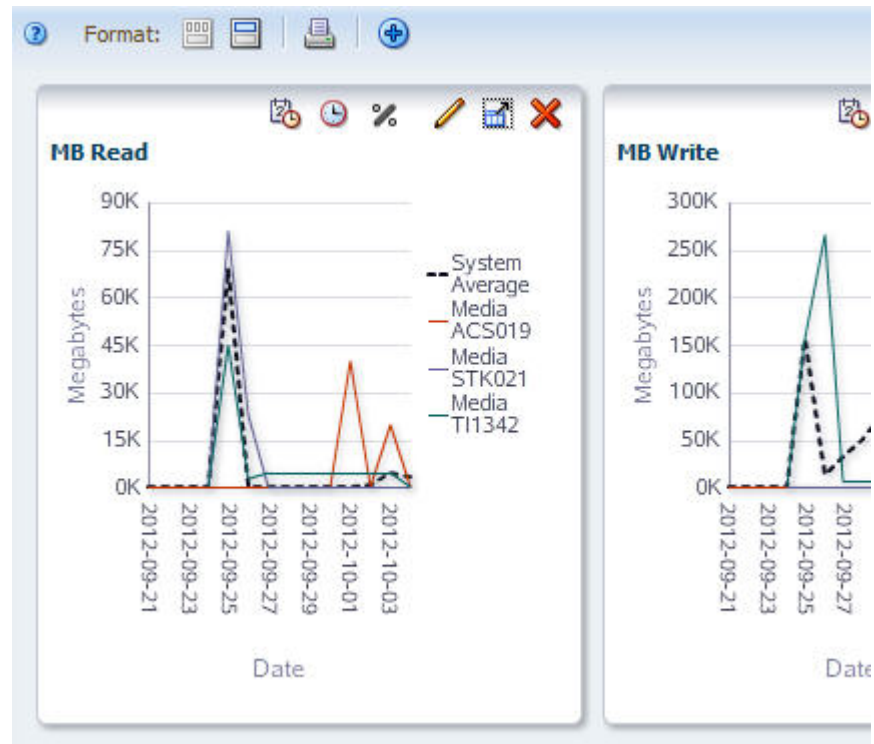 Format:
MB Read
90K
75K
60K
45K
30K
15K
0K
Megabytes
2012-09-21
2012-09-23
2012-09-25
2012-09-27
2012-09-29
2012-10-01
2012-10-03
Date
System
Average
Media
ACS019
Media
STK021
Media
TI1342
MB Write
300K
250K
200K
150K
100K
50K
0K
Megabytes
2012-09-21
2012-09-23
2012-09-25
2012-09-27
Date